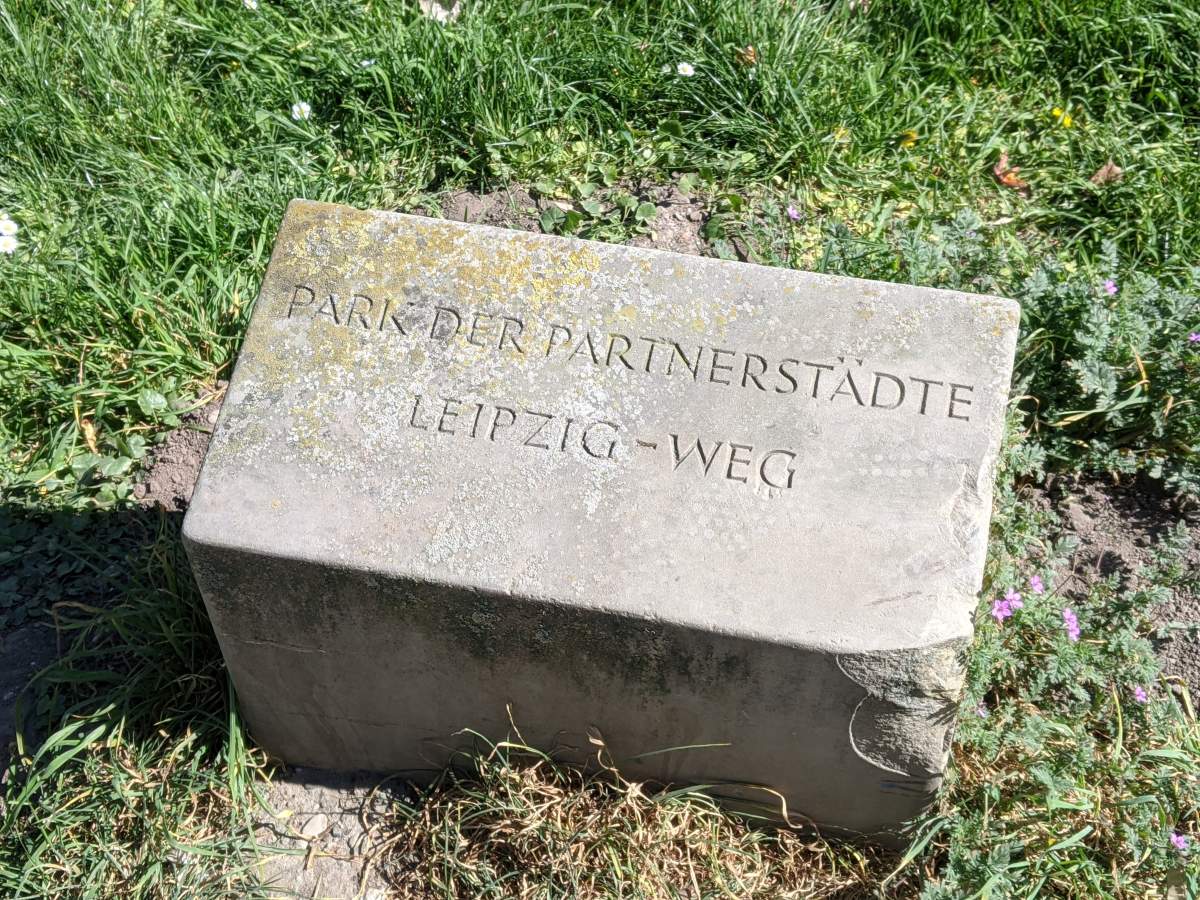 PARK DER PARTNERSTÄDTE
LEIPZIG-WEG